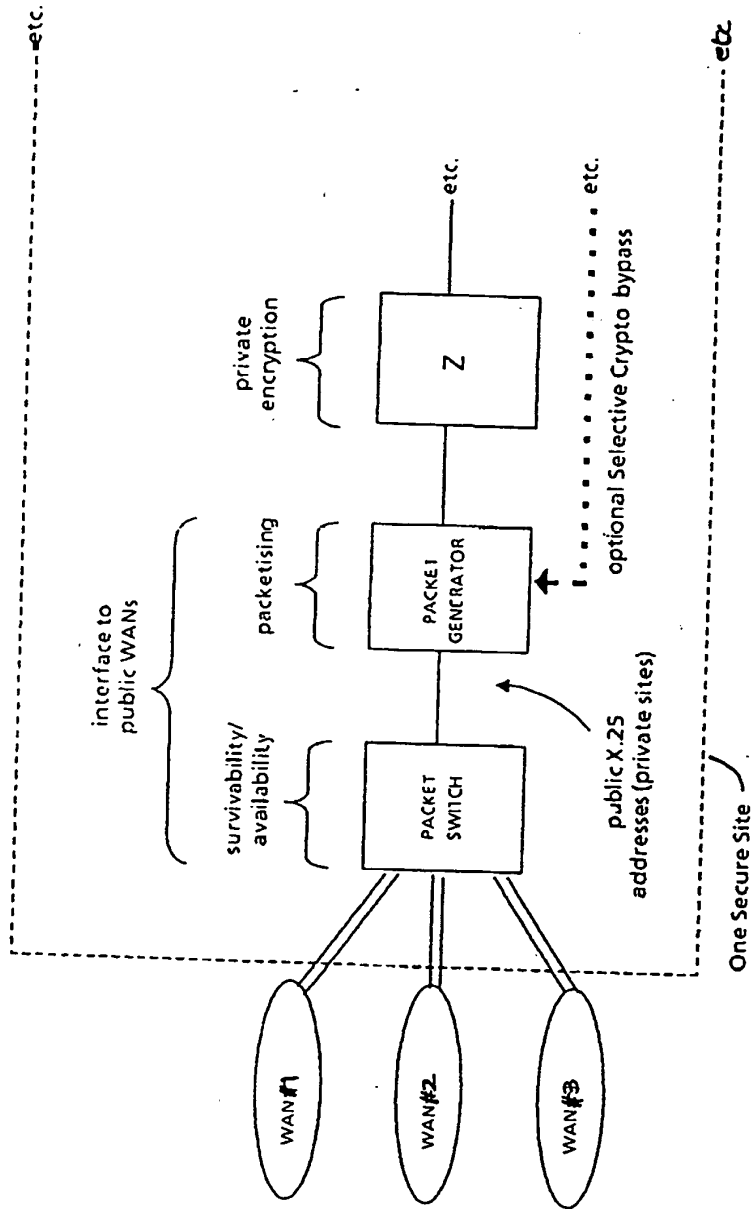 etc.
interface to
public WANs
survivability/
availability
packetising
private
encryption
WAN#1
WAN#2
WAN#3
PACKET
SWITCH
PACKET
GENERATOR
Z
etc.
etc.
optional Selective Crypto bypass
public X.25
addresses (private sites)
One Secure Site
etc